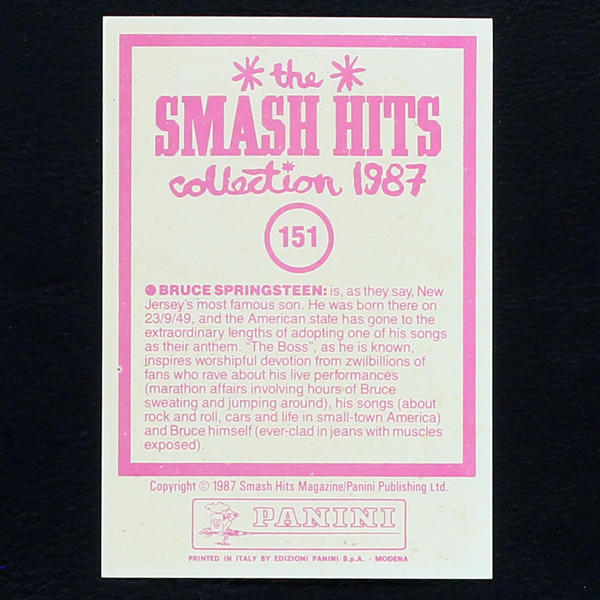 * the *
SMASH HITS
collection 1987
151
● BRUCE SPRINGSTEEN: is, as they say, New
Jersey's most famous son. He was born there on
23/9/49, and the American state has gone to the
extraordinary lengths of adopting one of his songs
as their anthem. "The Boss", as he is known,
inspires worshipful devotion from zwilbillions of
fans who rave about his live performances
(marathon affairs involving hours of Bruce
sweating and jumping around), his songs (about
rock and roll, cars and life in small-town America)
and Bruce himself (ever-clad in jeans with muscles
exposed).
Copyright © 1987 Smash Hits Magazine/Panini Publishing Ltd.
PANINI
PRINTED IN ITALY BY EDIZIONI PANINI S.p.A. - MODENA